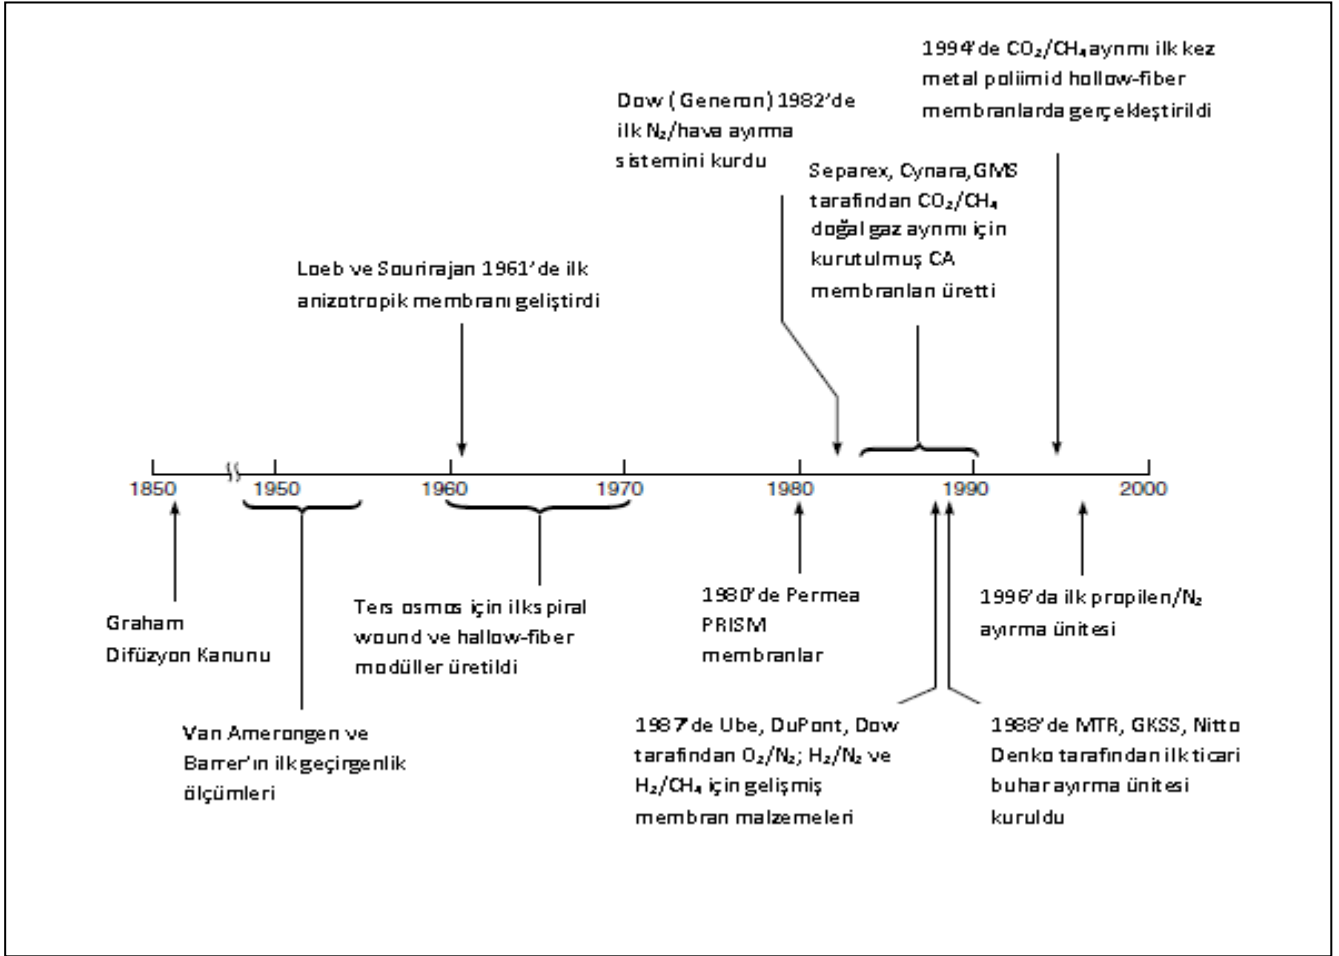 1994'de CO₂/CH₄ ayrımı ilk kez
metal poliimid hollow-fiber
membranlarda gerçekleştirildi
Dow ( Generon) 1982'de
ilk N₂/hava ayırma
sistemini kurdu
Separex, Cynara,GMS
tarafından CO₂/CH₄
doğal gaz ayrımı için
kurutulmuş CA
membranları üretti
Loeb ve Sourirajan 1961'de ilk
anizotropik membranı geliştirdi
1850 1950 1960 1970 1980 1990 2000
Graham
Difüzyon Kanunu
Van Amerongen ve
Barrer'ın ilk geçirgenlik
ölçümleri
Ters osmos için ilk spiral
wound ve hallow-fiber
modüller üretildi
1980'de Permea
PRISM
membranlar
1987'de Ube, DuPont, Dow
tarafından O₂/N₂; H₂/N₂ ve
H₂/CH₄ için gelişmiş
membran malzemeleri
1988'de MTR, GKSS, Nitto
Denko tarafından ilk ticari
buhar ayırma ünitesi
kuruldu
1996'da ilk propilen/N₂
ayırma ünitesi